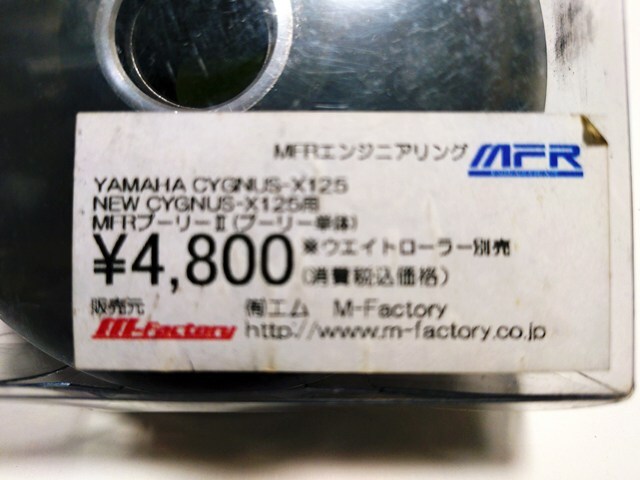 MFRエンジニアリング MFR
YAMAHA CYGNUS-X125
NEW CYGNUS-X125用
MFRプーリーⅡ(プーリー単体)
¥4,800 ※ウエイトローラー別売
(消費税込価格)
販売元 ㈲エム M-Factory
M-Factory http://www.m-factory.co.jp